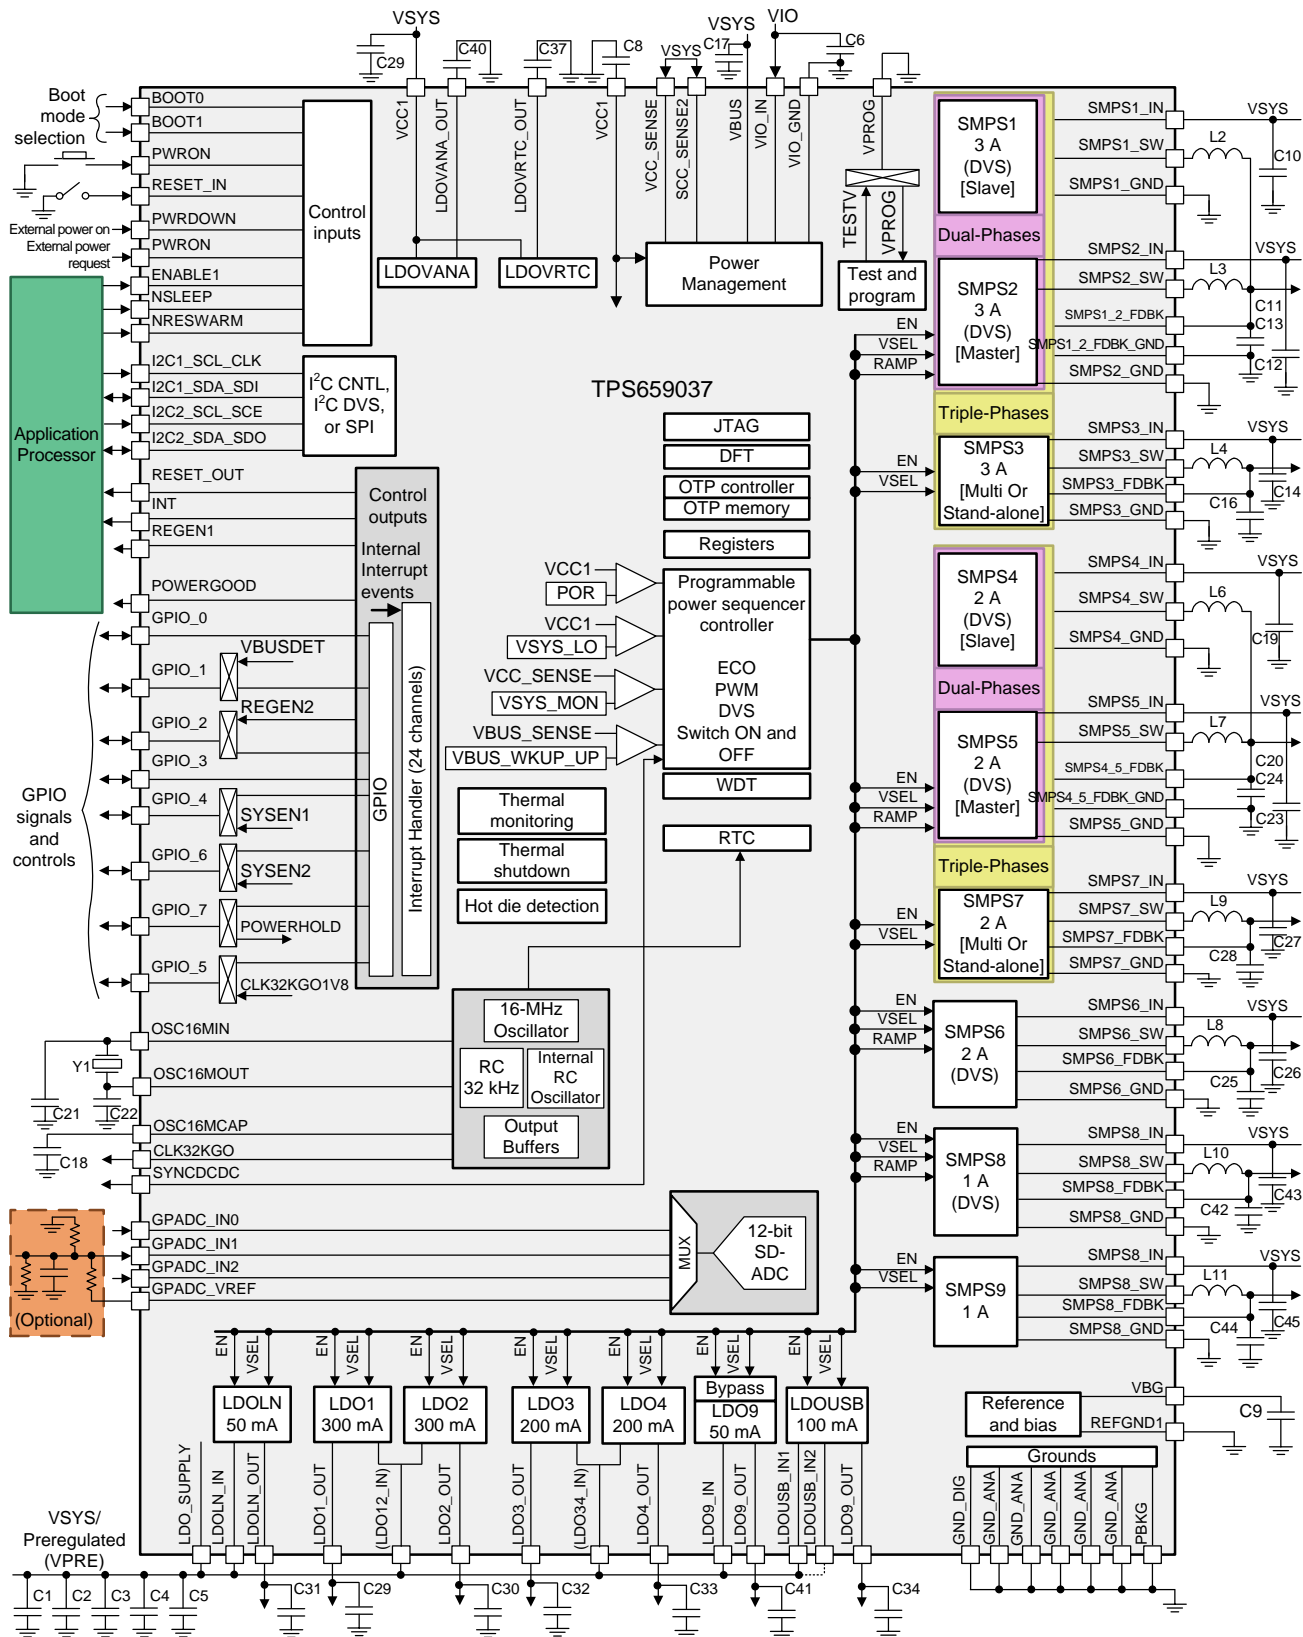 VSYS
C29
C40
C37
C8
VSYS
VSYS
C17
VIO
C6
Boot
mode
selection
BOOT0
BOOT1
PWRON
RESET_IN
PWRDOWN
External power on
PWRON
External power
request
ENABLE1
NSLEEP
NRESWARM
Control
inputs
VCC1
LDOVANA_OUT
LDOVRTC_OUT
VCC1
VCC_SENSE
SCC_SENSE2
VBUS
VIO_IN
VIO_GND
VPROG
LDOVANA
LDOVRTC
Power
Management
TESTV
VPROG
Test and
program
Application
Processor
I2C1_SCL_CLK
I2C1_SDA_SDI
I2C2_SCL_SCE
I2C2_SDA_SDO
I2C CNTL,
I2C DVS,
or SPI
TPS659037
JTAG
DFT
OTP controller
OTP memory
Registers
RESET_OUT
INT
REGEN1
POWERGOOD
Control
outputs
Internal
Interrupt
events
GPIO
Interrupt Handler (24 channels)
GPIO
signals
and
controls
GPIO_0
GPIO_1
VBUSDET
GPIO_2
REGEN2
GPIO_3
GPIO_4
SYSEN1
GPIO_6
SYSEN2
GPIO_7
POWERHOLD
GPIO_5
CLK32KGO1V8
VCC1
POR
VCC1
VSYS_LO
VCC_SENSE
VSYS_MON
VBUS_SENSE
VBUS_WKUP_UP
Programmable
power sequencer
controller
ECO
PWM
DVS
Switch ON and
OFF
WDT
RTC
Thermal
monitoring
Thermal
shutdown
Hot die detection
16-MHz
Oscillator
RC
32 kHz
Internal
RC
Oscillator
Output
Buffers
OSC16MIN
Y1
OSC16MOUT
C21
C22
OSC16MCAP
C18
CLK32KGO
SYNCDCDC
(Optional)
GPADC_IN0
GPADC_IN1
GPADC_IN2
GPADC_VREF
MUX
12-bit
SD-
ADC
SMPS1
3 A
(DVS)
[Slave]
Dual-Phases
SMPS2
3 A
(DVS)
[Master]
Triple-Phases
SMPS3
3 A
[Multi Or
Stand-alone]
EN
VSEL
RAMP
EN
VSEL
SMPS1_IN
SMPS1_SW
SMPS1_GND
SMPS2_IN
SMPS2_SW
SMPS1_2_FDBK
SMPS1_2_FDBK_GND
SMPS2_GND
SMPS3_IN
SMPS3_SW
SMPS3_FDBK
SMPS3_GND
VSYS
L2
C10
VSYS
L3
C11
C13
C12
VSYS
L4
C16
C14
SMPS4
2 A
(DVS)
[Slave]
Dual-Phases
SMPS5
2 A
(DVS)
[Master]
Triple-Phases
SMPS7
2 A
[Multi Or
Stand-alone]
EN
VSEL
RAMP
EN
VSEL
SMPS4_IN
SMPS4_SW
SMPS4_GND
SMPS5_IN
SMPS5_SW
SMPS4_5_FDBK
SMPS4_5_FDBK_GND
SMPS5_GND
SMPS7_IN
SMPS7_SW
SMPS7_FDBK
SMPS7_GND
VSYS
L6
C19
VSYS
L7
C20
C24
C23
VSYS
L9
C28
C27
EN
VSEL
RAMP
SMPS6
2 A
(DVS)
SMPS6_IN
SMPS6_SW
SMPS6_FDBK
SMPS6_GND
VSYS
L8
C25
C26
EN
VSEL
RAMP
SMPS8
1 A
(DVS)
SMPS8_IN
SMPS8_SW
SMPS8_FDBK
SMPS8_GND
VSYS
L10
C42
C43
EN
VSEL
SMPS9
1 A
SMPS8_IN
SMPS8_SW
SMPS8_FDBK
SMPS8_GND
VSYS
L11
C44
C45
EN
VSEL
EN
VSEL
EN
VSEL
EN
VSEL
EN
VSEL
EN
VSEL
EN
VSEL
LDOLN
50 mA
LDO1
300 mA
LDO2
300 mA
LDO3
200 mA
LDO4
200 mA
Bypass
LDO9
50 mA
LDOUSB
100 mA
Reference
and bias
VBG
REFGND1
C9
Grounds
GND_DIG
GND_ANA
GND_ANA
GND_ANA
GND_ANA
GND_ANA
PBKG
LDO_SUPPLY
LDOLN_IN
LDOLN_OUT
LDO1_OUT
(LDO12_IN)
LDO2_OUT
LDO3_OUT
(LDO34_IN)
LDO4_OUT
LDO9_IN
LDO9_OUT
LDOUSB_IN1
LDOUSB_IN2
LDO9_OUT
VSYS/
Preregulated
(VPRE)
C1
C2
C3
C4
C5
C31
C29
C30
C32
C33
C41
C34